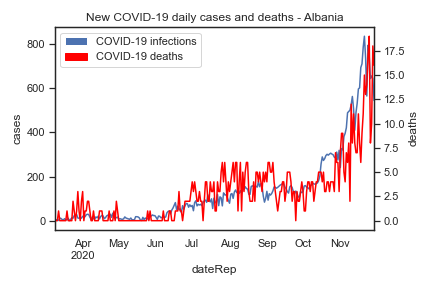 New COVID-19 daily cases and deaths - Albania
COVID-19 infections
COVID-19 deaths
800
600
400
200
0
cases
17.5
15.0
12.5
10.0
7.5
5.0
2.5
0.0
deaths
Apr May Jun Jul Aug Sep Oct Nov
2020
dateRep